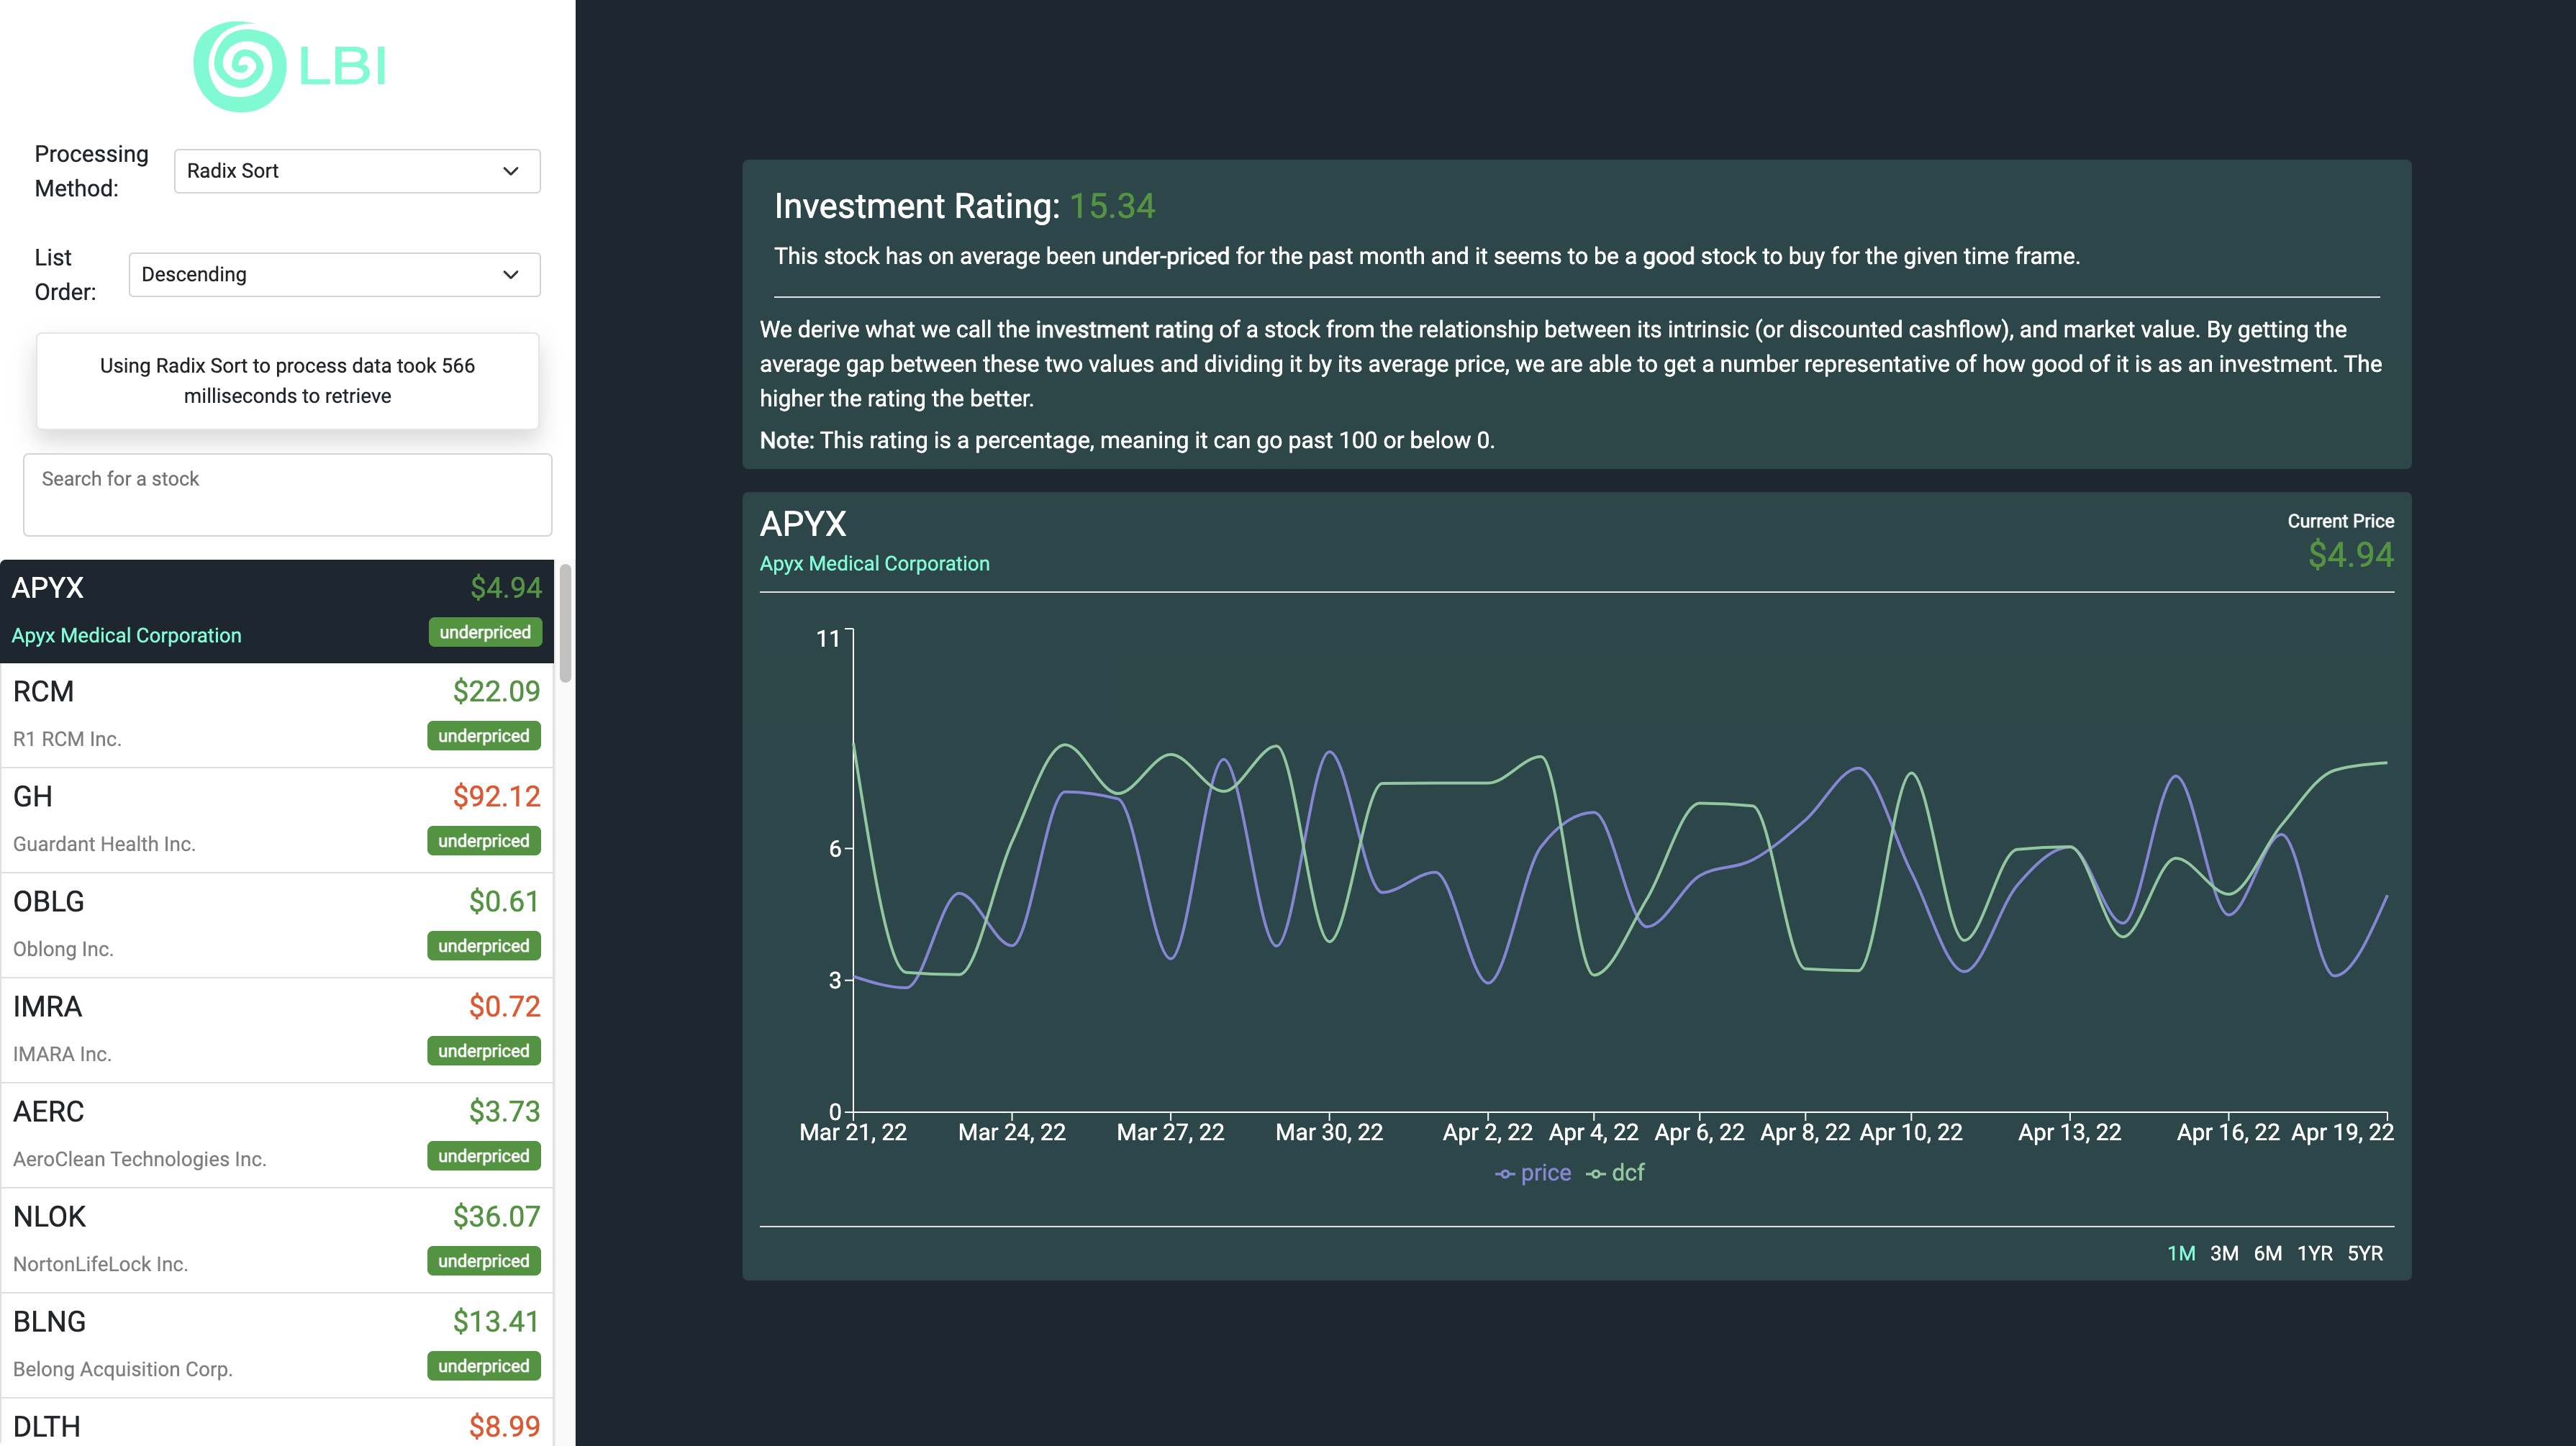 LBI
Processing
Method:
Radix Sort
List
Order:
Descending
Using Radix Sort to process data took 566
milliseconds to retrieve
Search for a stock
APYX
$4.94
Apyx Medical Corporation
underpriced
RCM
$22.09
R1 RCM Inc.
underpriced
GH
$92.12
Guardant Health Inc.
underpriced
OBLG
$0.61
Oblong Inc.
underpriced
IMRA
$0.72
IMARA Inc.
underpriced
AERC
$3.73
AeroClean Technologies Inc.
underpriced
NLOK
$36.07
NortonLifeLock Inc.
underpriced
BLNG
$13.41
Belong Acquisition Corp.
underpriced
DLTH
$8.99
Investment Rating: 15.34
This stock has on average been under-priced for the past month and it seems to be a good stock to buy for the given time frame.
We derive what we call the investment rating of a stock from the relationship between its intrinsic (or discounted cashflow), and market value. By getting the
average gap between these two values and dividing it by its average price, we are able to get a number representative of how good of it is as an investment. The
higher the rating the better.
Note: This rating is a percentage, meaning it can go past 100 or below 0.
APYX
Current Price
Apyx Medical Corporation
$4.94
11
6
3
0
Mar 21, 22 Mar 24, 22 Mar 27, 22 Mar 30, 22 Apr 2, 22 Apr 4, 22 Apr 6, 22 Apr 8, 22 Apr 10, 22 Apr 13, 22 Apr 16, 22 Apr 19, 22
price dcf
1M 3M 6M 1YR 5YR